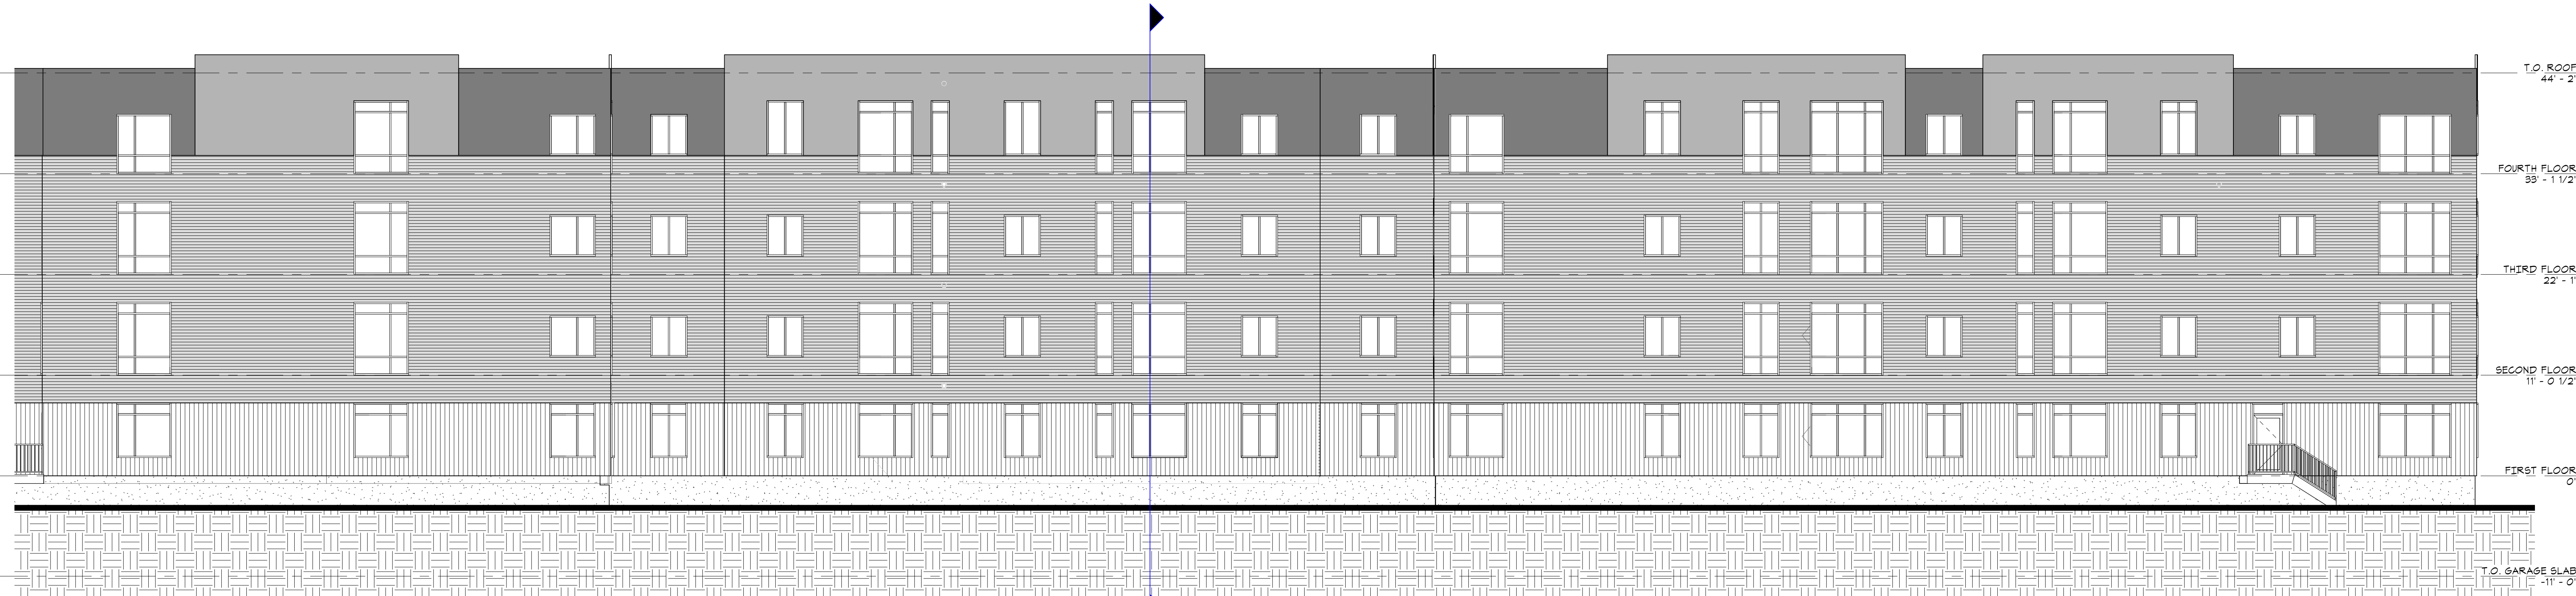 T.O. ROOF
44' - 2"
FOURTH FLOOR
33' - 1 1/2"
THIRD FLOOR
22' - 1"
SECOND FLOOR
11' - 0 1/2"
FIRST FLOOR
0"
T.O. GARAGE SLAB
-11' - 0"